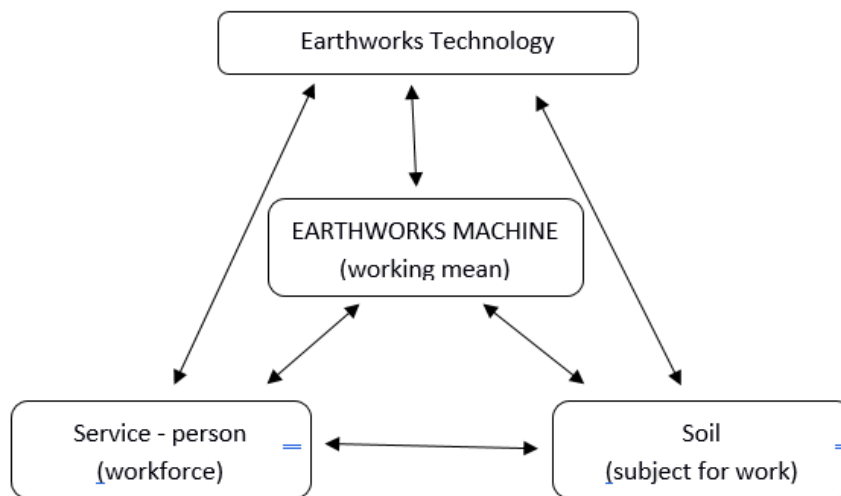 Earthworks Technology
EARTHWORKS MACHINE
(working mean)
Service - person
(workforce)
Soil
(subject for work)